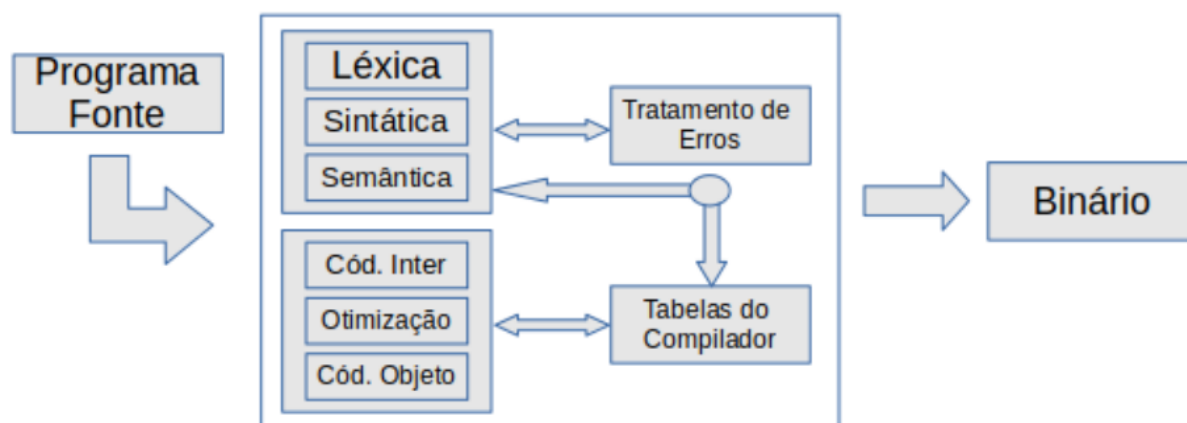 Programa
Fonte
Léxica
Sintática
Semântica
Tratamento de
Erros
Cód. Inter
Otimização
Cód. Objeto
Tabelas do
Compilador
Binário